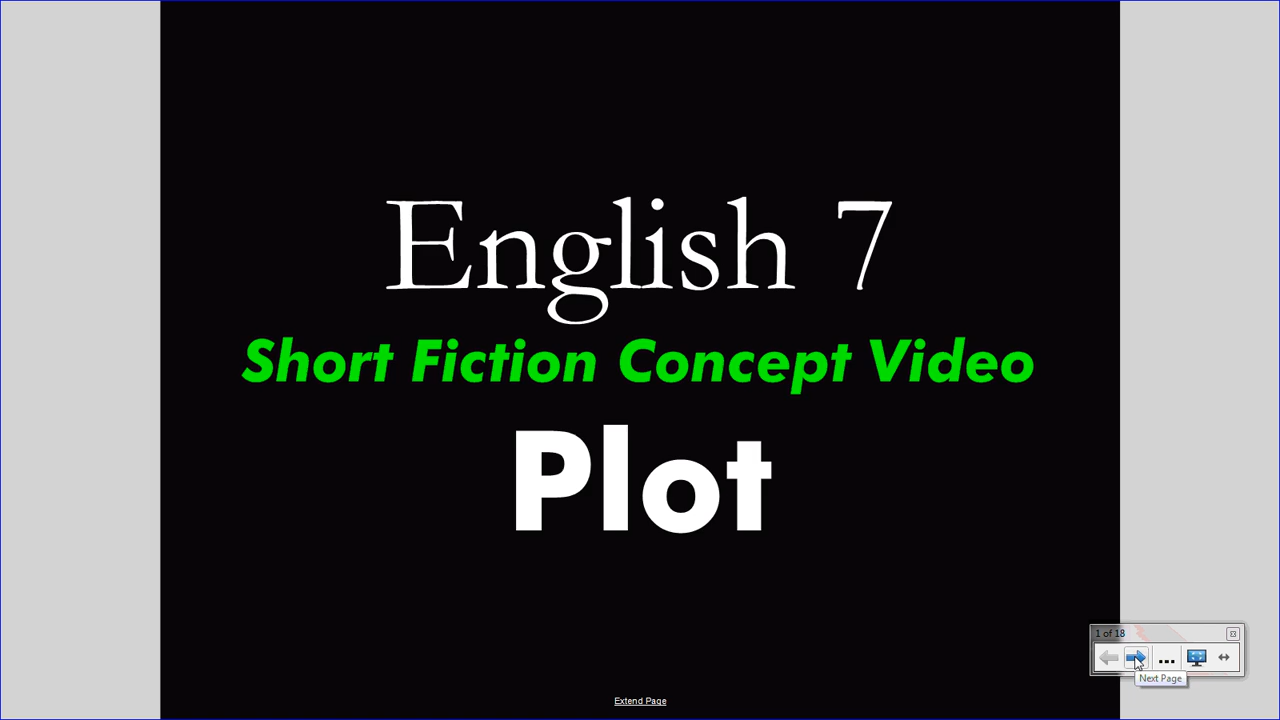 English 7
Short Fiction Concept Video
Plot
1 of 18
...
Next Page
Extend Page